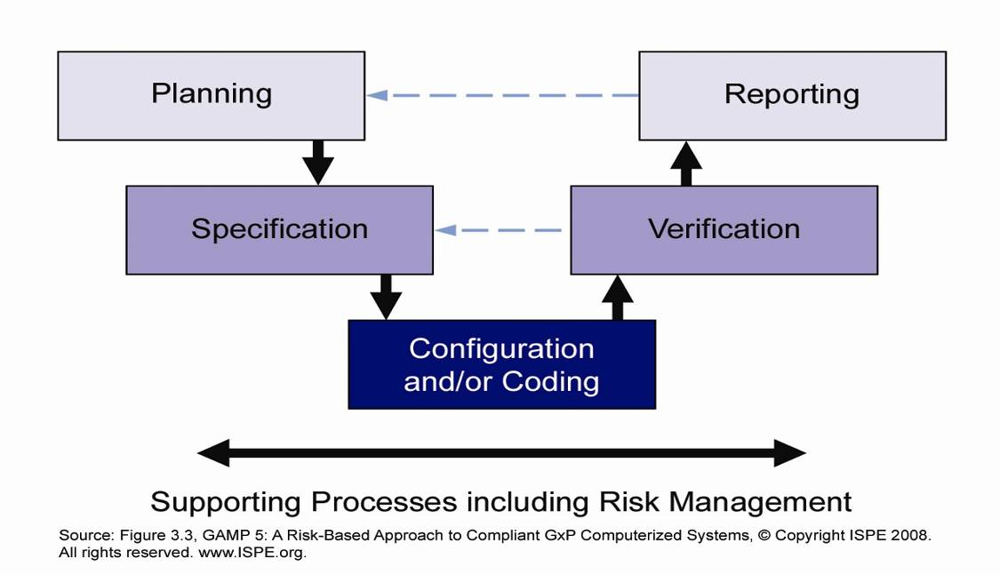 Planning
Reporting
Specification
Verification
Configuration
and/or Coding
Supporting Processes including Risk Management
Source: Figure 3.3, GAMP 5: A Risk-Based Approach to Compliant GxP Computerized Systems, © Copyright ISPE 2008.
All rights reserved. www.ISPE.org.